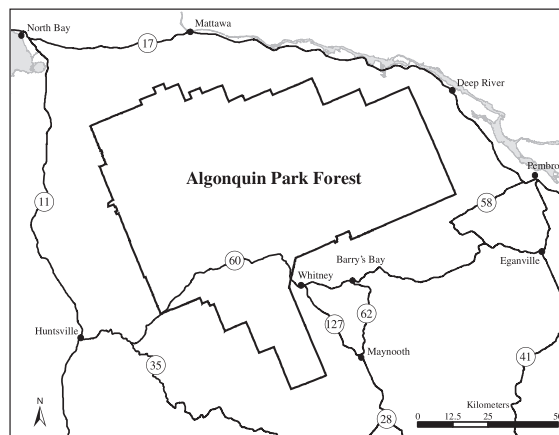 North Bay
Mattawa
17
Deep River
Algonquin Park Forest
Pembro
11
58
60
Barry's Bay
Eganville
Whitney
Huntsville
127
62
35
Maynooth
41
N
Kilometers
28
0 12.5 25 50